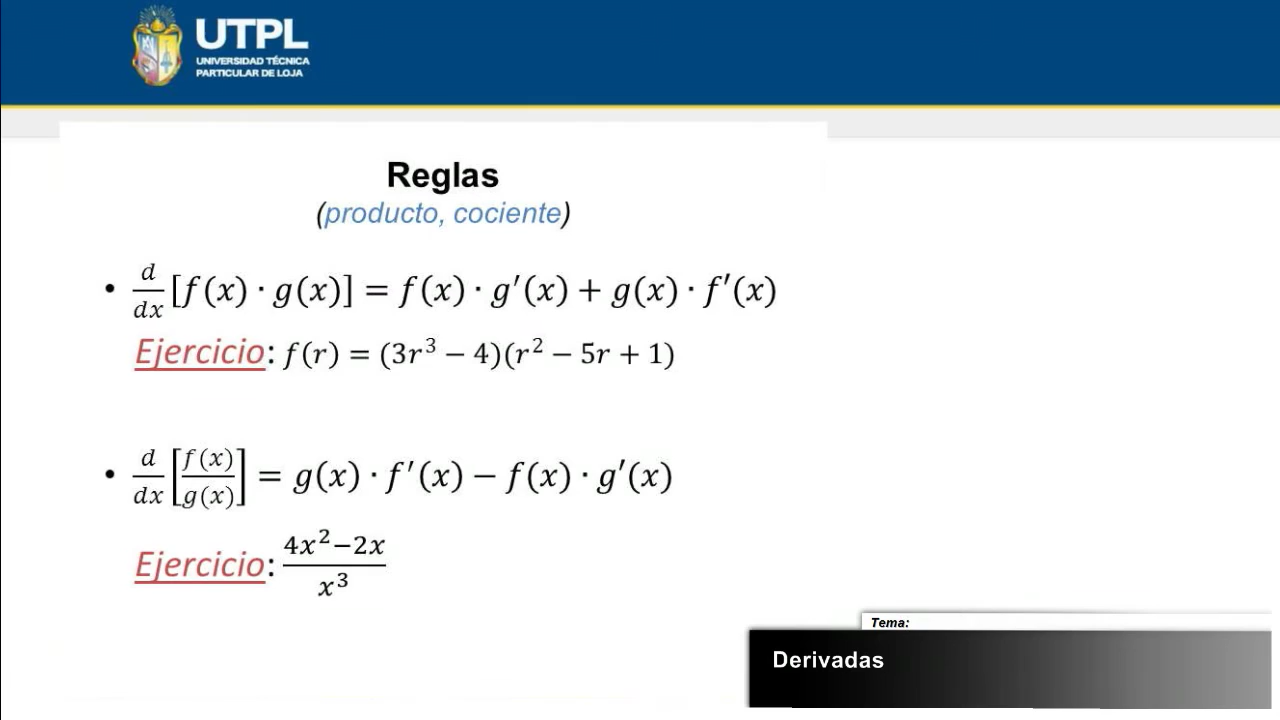 UTPL
UNIVERSIDAD TÉCNICA
PARTICULAR DE LOJA
Reglas
(producto, cociente)
• d/dx [f(x) · g(x)] = f(x) · g′(x) + g(x) · f′(x)
Ejercicio: f(r) = (3r³ − 4)(r² − 5r + 1)
• d/dx [f(x)/g(x)] = g(x) · f′(x) − f(x) · g′(x)
Ejercicio: (4x²−2x)/x³
Tema:
Derivadas